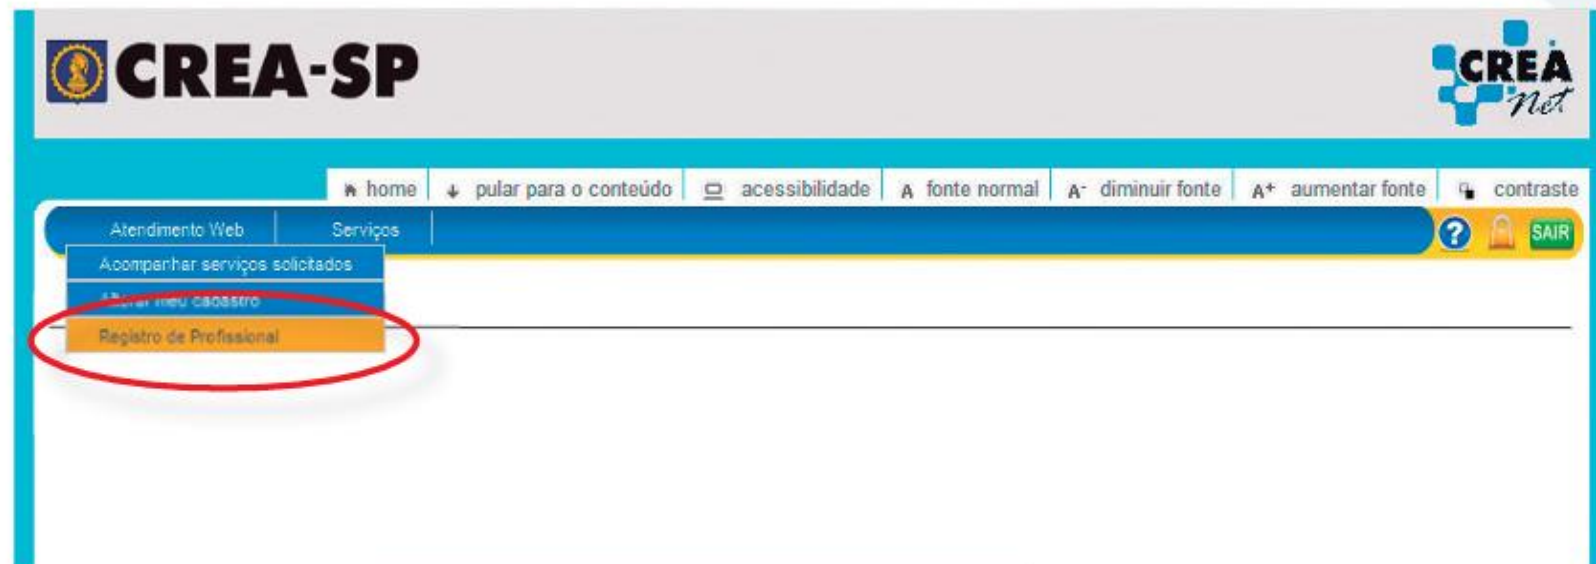 CREA-SP
CREA
Net
home
pular para o conteúdo
acessibilidade
A fonte normal
A- diminuir fonte
A+ aumentar fonte
contraste
Atendimento Web
Serviços
?
SAIR
Acompanhar serviços solicitados
Alterar meu cadastro
Registro de Profissional